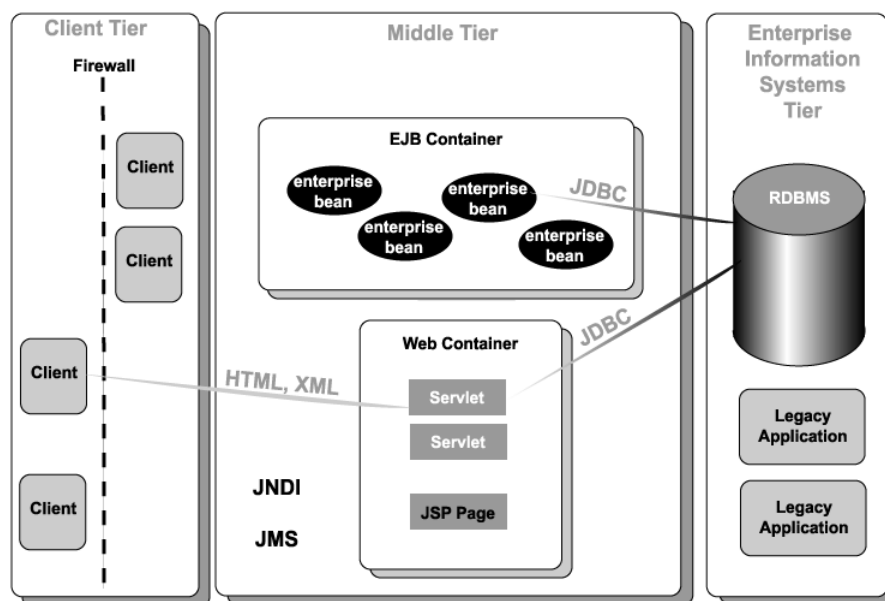 Client Tier
Firewall
Client
Client
Client
Client
Middle Tier
EJB Container
enterprise
bean
enterprise
bean
enterprise
bean
enterprise
bean
JDBC
JDBC
HTML, XML
Web Container
Servlet
Servlet
JSP Page
JNDI
JMS
Enterprise
Information
Systems
Tier
RDBMS
Legacy
Application
Legacy
Application